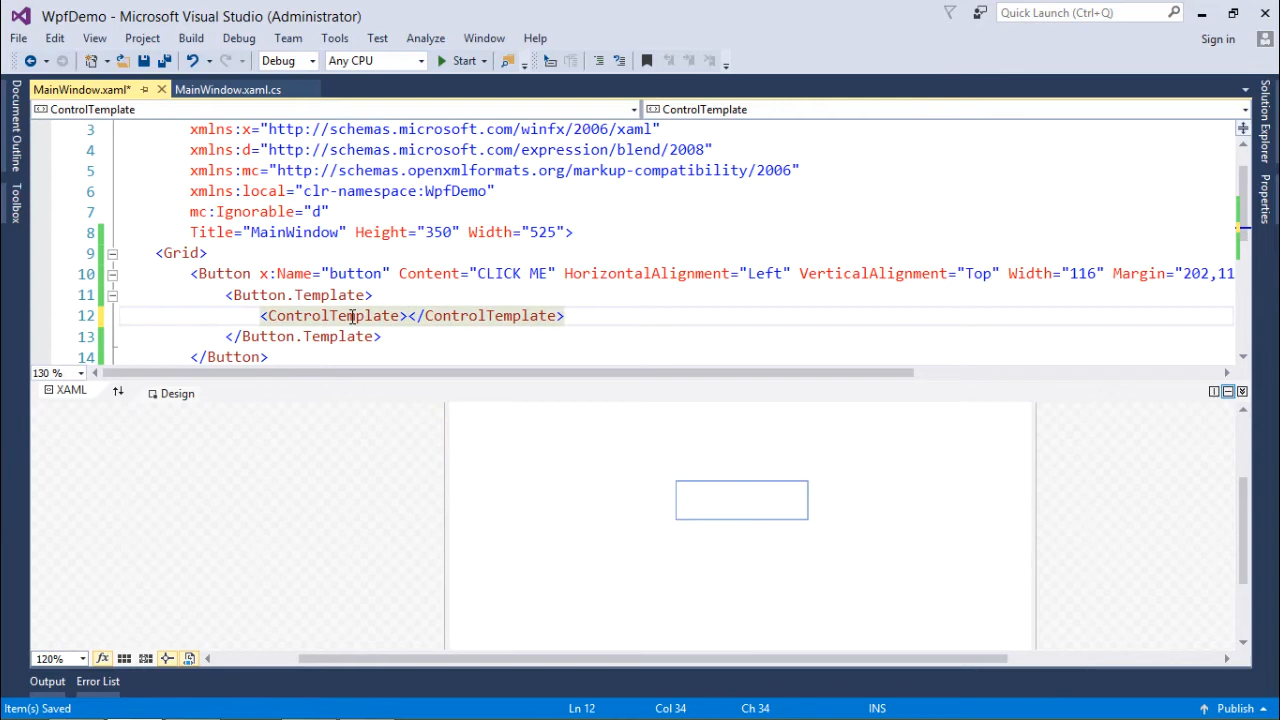 WpfDemo - Microsoft Visual Studio (Administrator)
Quick Launch (Ctrl+Q)
File Edit View Project Build Debug Team Tools Test Analyze Window Help
Sign in
Debug Any CPU Start
MainWindow.xaml* MainWindow.xaml.cs
ControlTemplate ControlTemplate
Document Outline
Toolbox
Solution Explorer
Properties
3 xmlns:x="http://schemas.microsoft.com/winfx/2006/xaml"
4 xmlns:d="http://schemas.microsoft.com/expression/blend/2008"
5 xmlns:mc="http://schemas.openxmlformats.org/markup-compatibility/2006"
6 xmlns:local="clr-namespace:WpfDemo"
7 mc:Ignorable="d"
8 Title="MainWindow" Height="350" Width="525">
9 <Grid>
10 <Button x:Name="button" Content="CLICK ME" HorizontalAlignment="Left" VerticalAlignment="Top" Width="116" Margin="202,11
11 <Button.Template>
12 <ControlTemplate></ControlTemplate>
13 </Button.Template>
14 </Button>
130 %
XAML Design
120% fx
Output Error List
Item(s) Saved Ln 12 Col 34 Ch 34 INS Publish